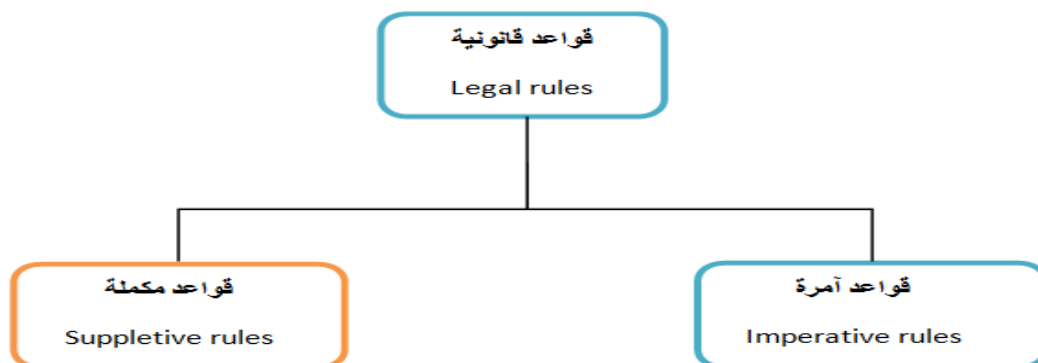 قواعد قانونية
Legal rules
قواعد مكملة
Suppletive rules
قواعد آمرة
Imperative rules